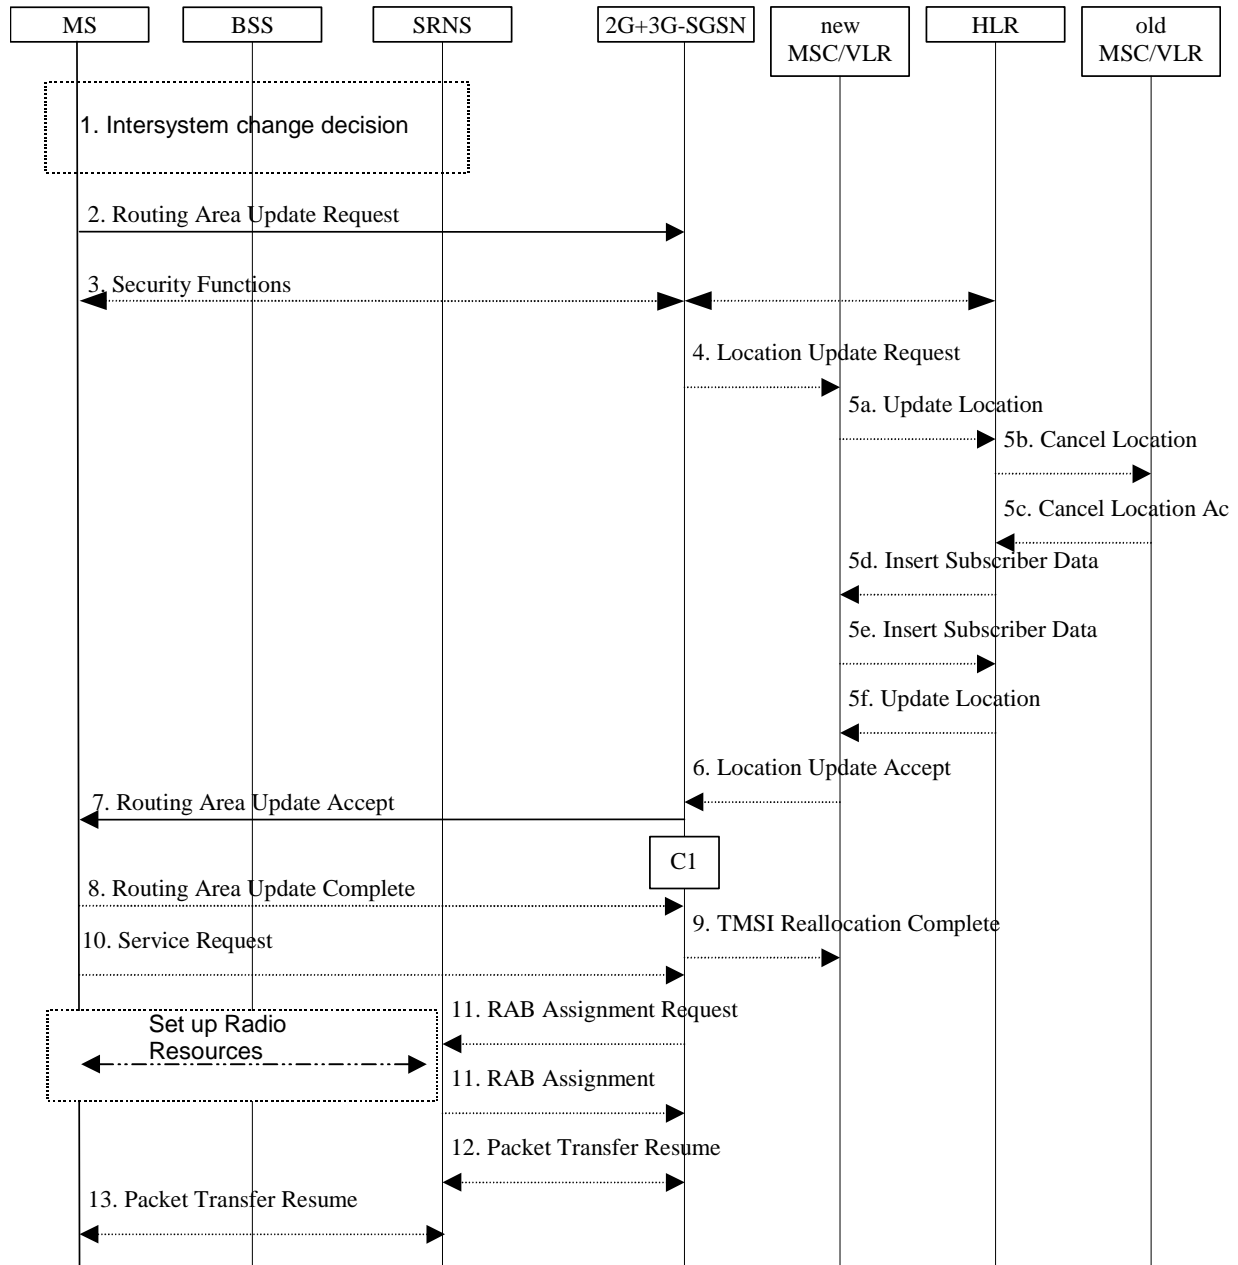 MS
BSS
SRNS
2G+3G-SGSN
new
MSC/VLR
HLR
old
MSC/VLR
1. Intersystem change decision
2. Routing Area Update Request
3. Security Functions
4. Location Update Request
5a. Update Location
5b. Cancel Location
5c. Cancel Location Ac
5d. Insert Subscriber Data
5e. Insert Subscriber Data
5f. Update Location
6. Location Update Accept
7. Routing Area Update Accept
C1
8. Routing Area Update Complete
9. TMSI Reallocation Complete
10. Service Request
11. RAB Assignment Request
Set up Radio
Resources
11. RAB Assignment
12. Packet Transfer Resume
13. Packet Transfer Resume